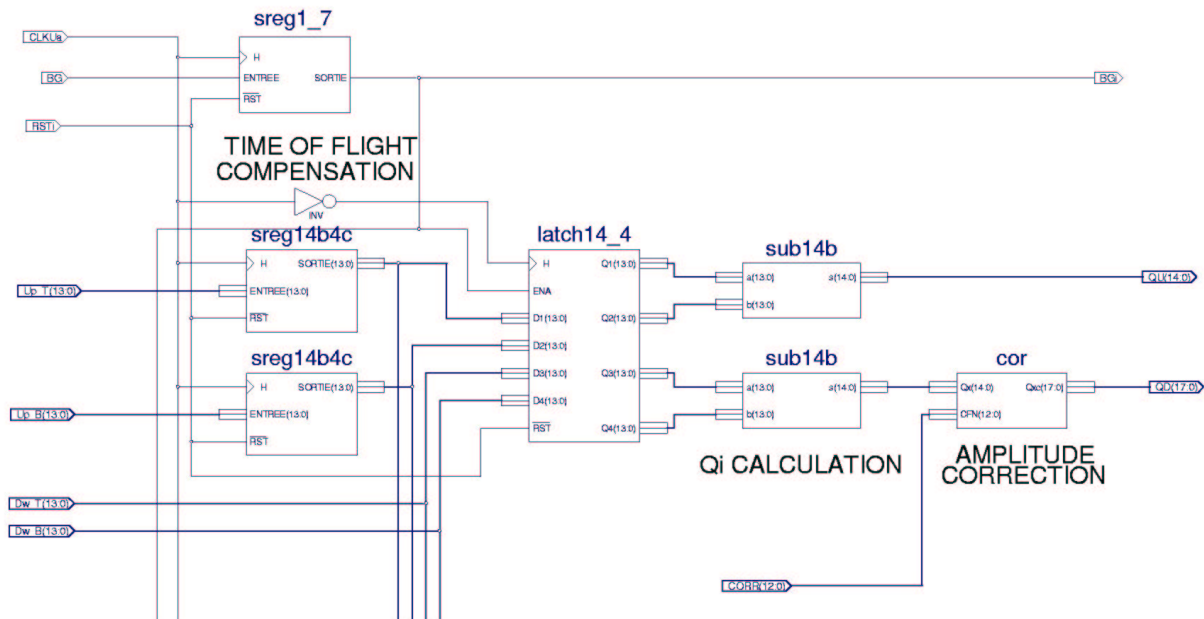 sreg1_7
CLKUs
H
BG
ENTREE
SORTIE
BGi
RST
RSTi
TIME OF FLIGHT
COMPENSATION
INV
sreg14b4c
latch14_4
sub14b
H
SORTIE(13:0)
H
Q1(13:0)
a(13:0)
s(14:0)
QU(14:0)
Up_T(13:0)
ENTREE(13:0)
ENA
b(13:0)
RST
D1(13:0)
Q2(13:0)
D2(13:0)
sreg14b4c
sub14b
cor
H
SORTIE(13:0)
D3(13:0)
Q3(13:0)
a(13:0)
s(14:0)
Qx(14:0)
Qxc(17:0)
QD(17:0)
D4(13:0)
Up_B(13:0)
ENTREE(13:0)
b(13:0)
CFN(12:0)
RST
RST
Q4(13:0)
Qi CALCULATION
AMPLITUDE
CORRECTION
Dw_T(13:0)
Dw_B(13:0)
CORR(12:0)